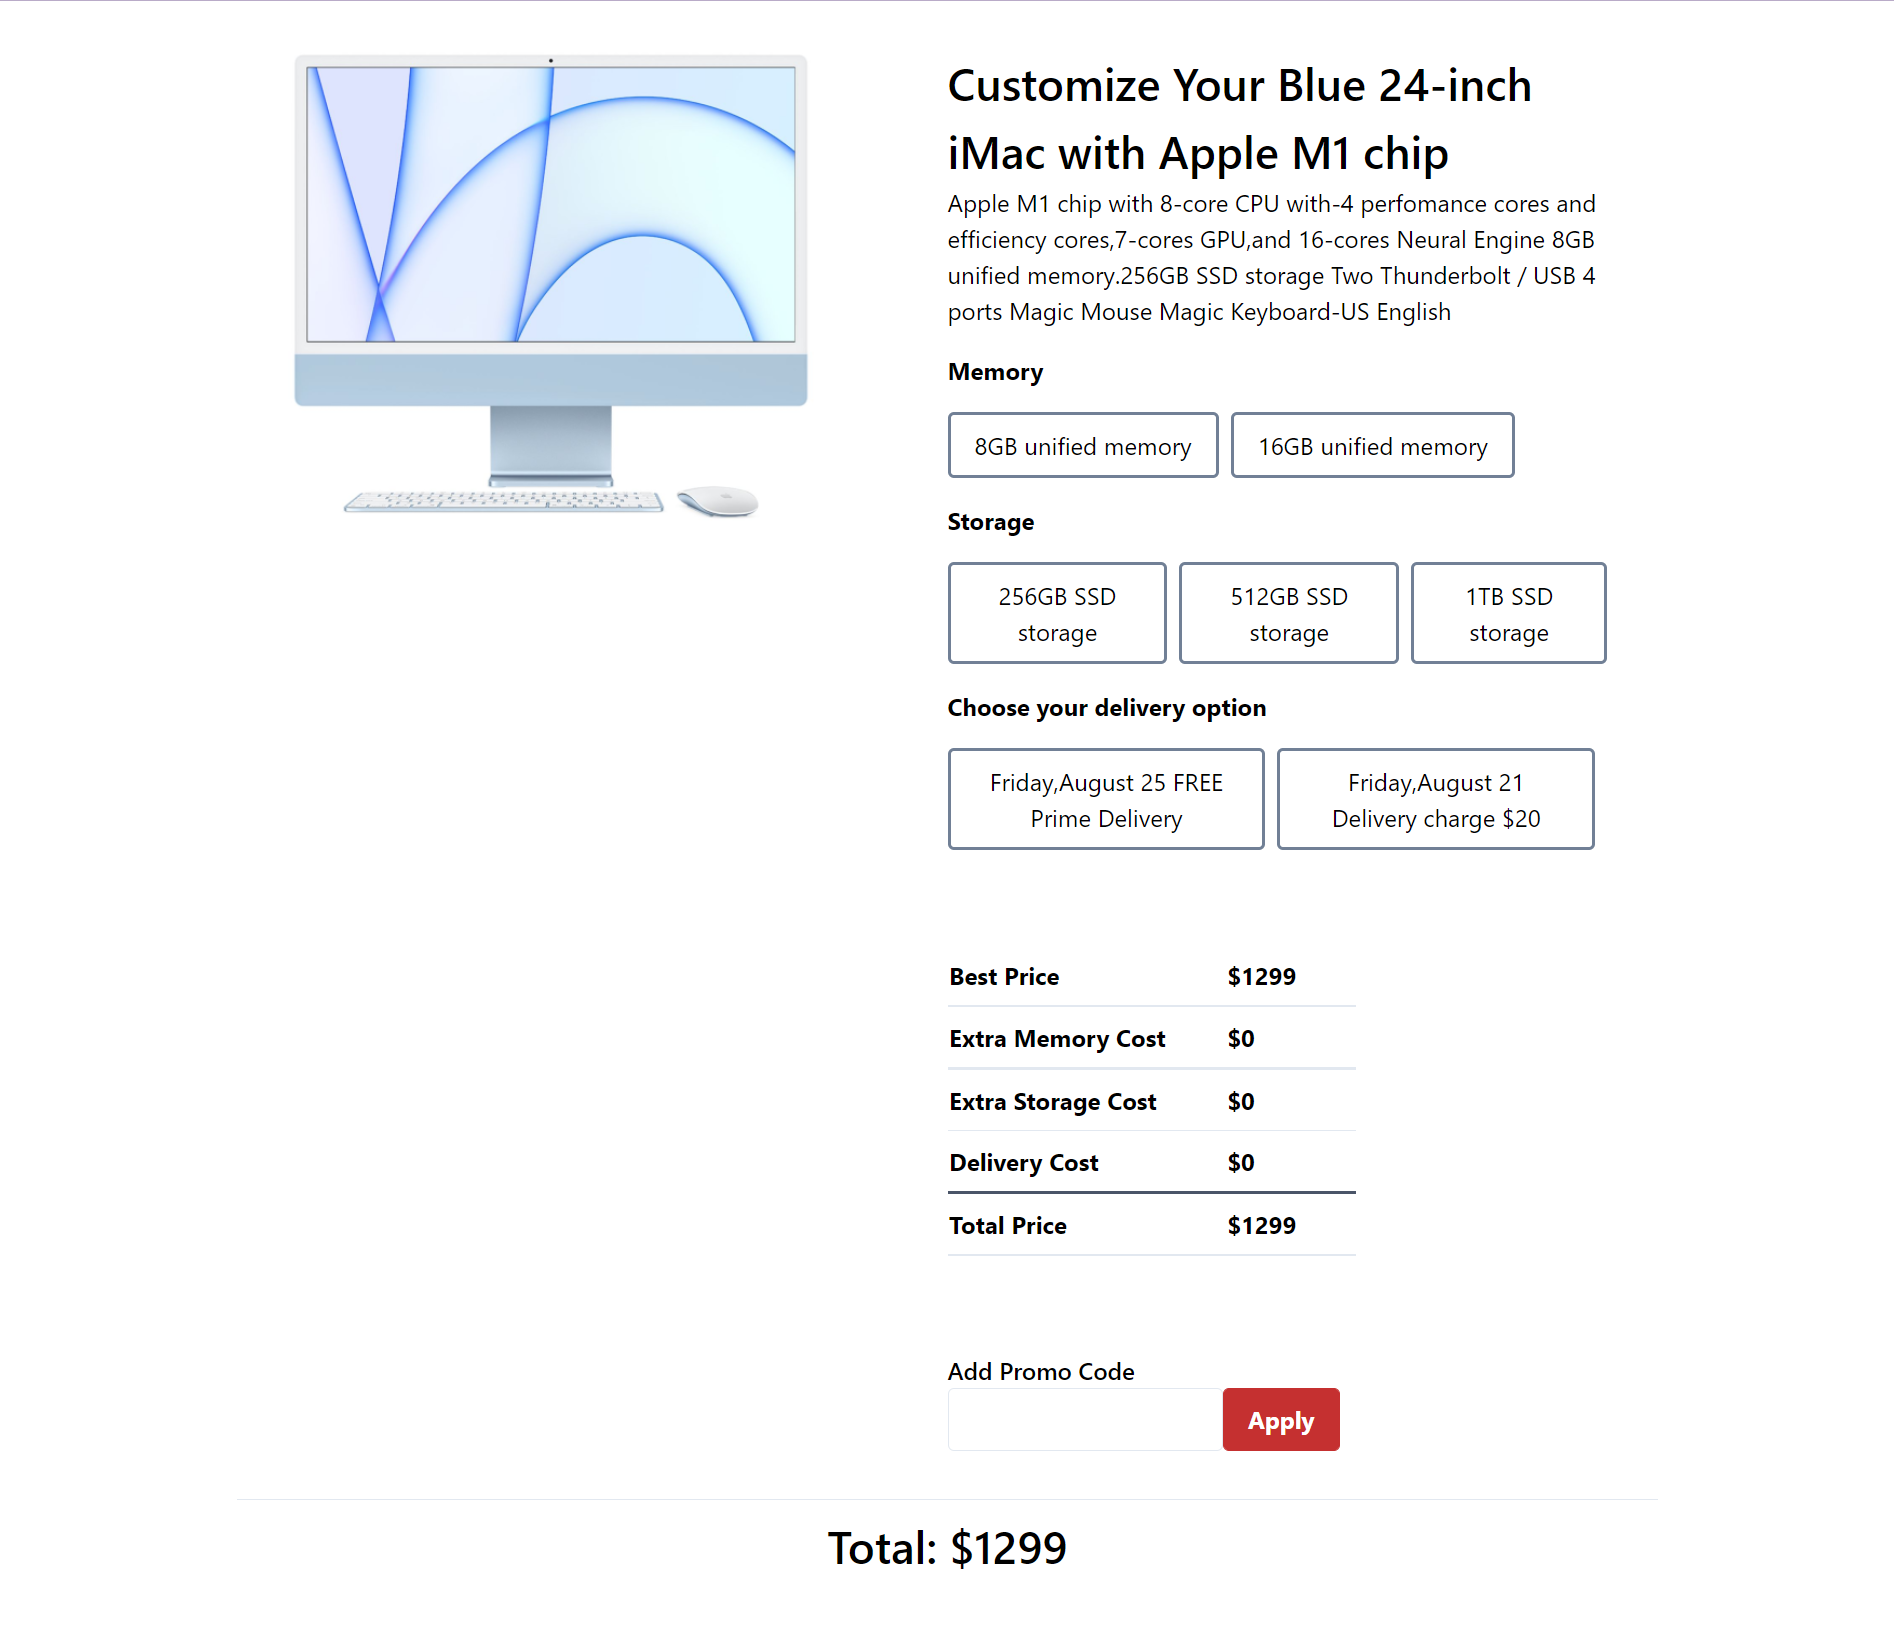 Customize Your Blue 24-inch
iMac with Apple M1 chip
Apple M1 chip with 8-core CPU with-4 perfomance cores and
efficiency cores,7-cores GPU,and 16-cores Neural Engine 8GB
unified memory.256GB SSD storage Two Thunderbolt / USB 4
ports Magic Mouse Magic Keyboard-US English
Memory
8GB unified memory
16GB unified memory
Storage
256GB SSD
storage
512GB SSD
storage
1TB SSD
storage
Choose your delivery option
Friday,August 25 FREE
Prime Delivery
Friday,August 21
Delivery charge $20
Best Price $1299
Extra Memory Cost $0
Extra Storage Cost $0
Delivery Cost $0
Total Price $1299
Add Promo Code
Apply
Total: $1299